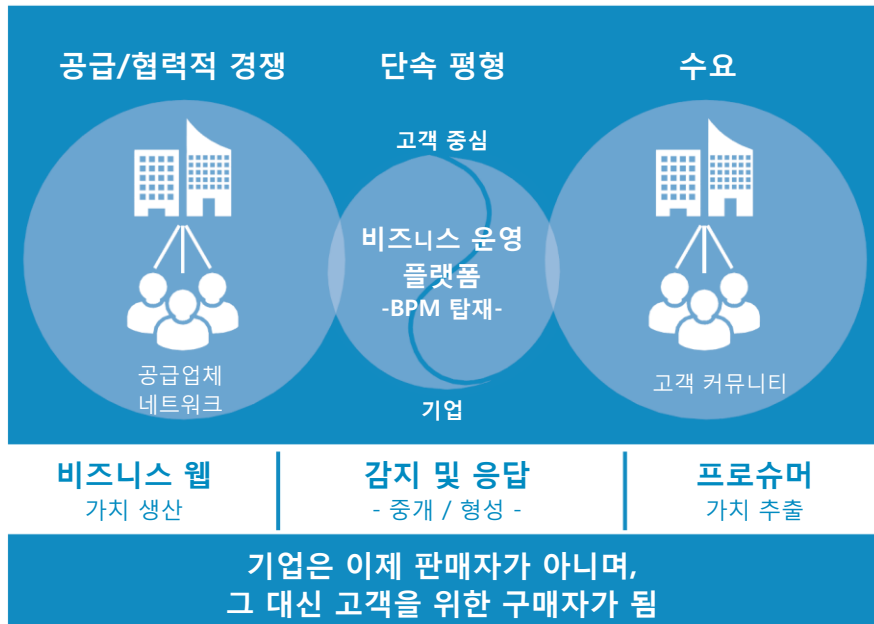 공급/협력적 경쟁
단속 평형
수요
고객 중심
비즈니스 운영
플랫폼
-BPM 탑재-
공급업체
네트워크
고객 커뮤니티
기업
비즈니스 웹
가치 생산
감지 및 응답
- 중개 / 형성 -
프로슈머
가치 추출
기업은 이제 판매자가 아니며,
그 대신 고객을 위한 구매자가 됨